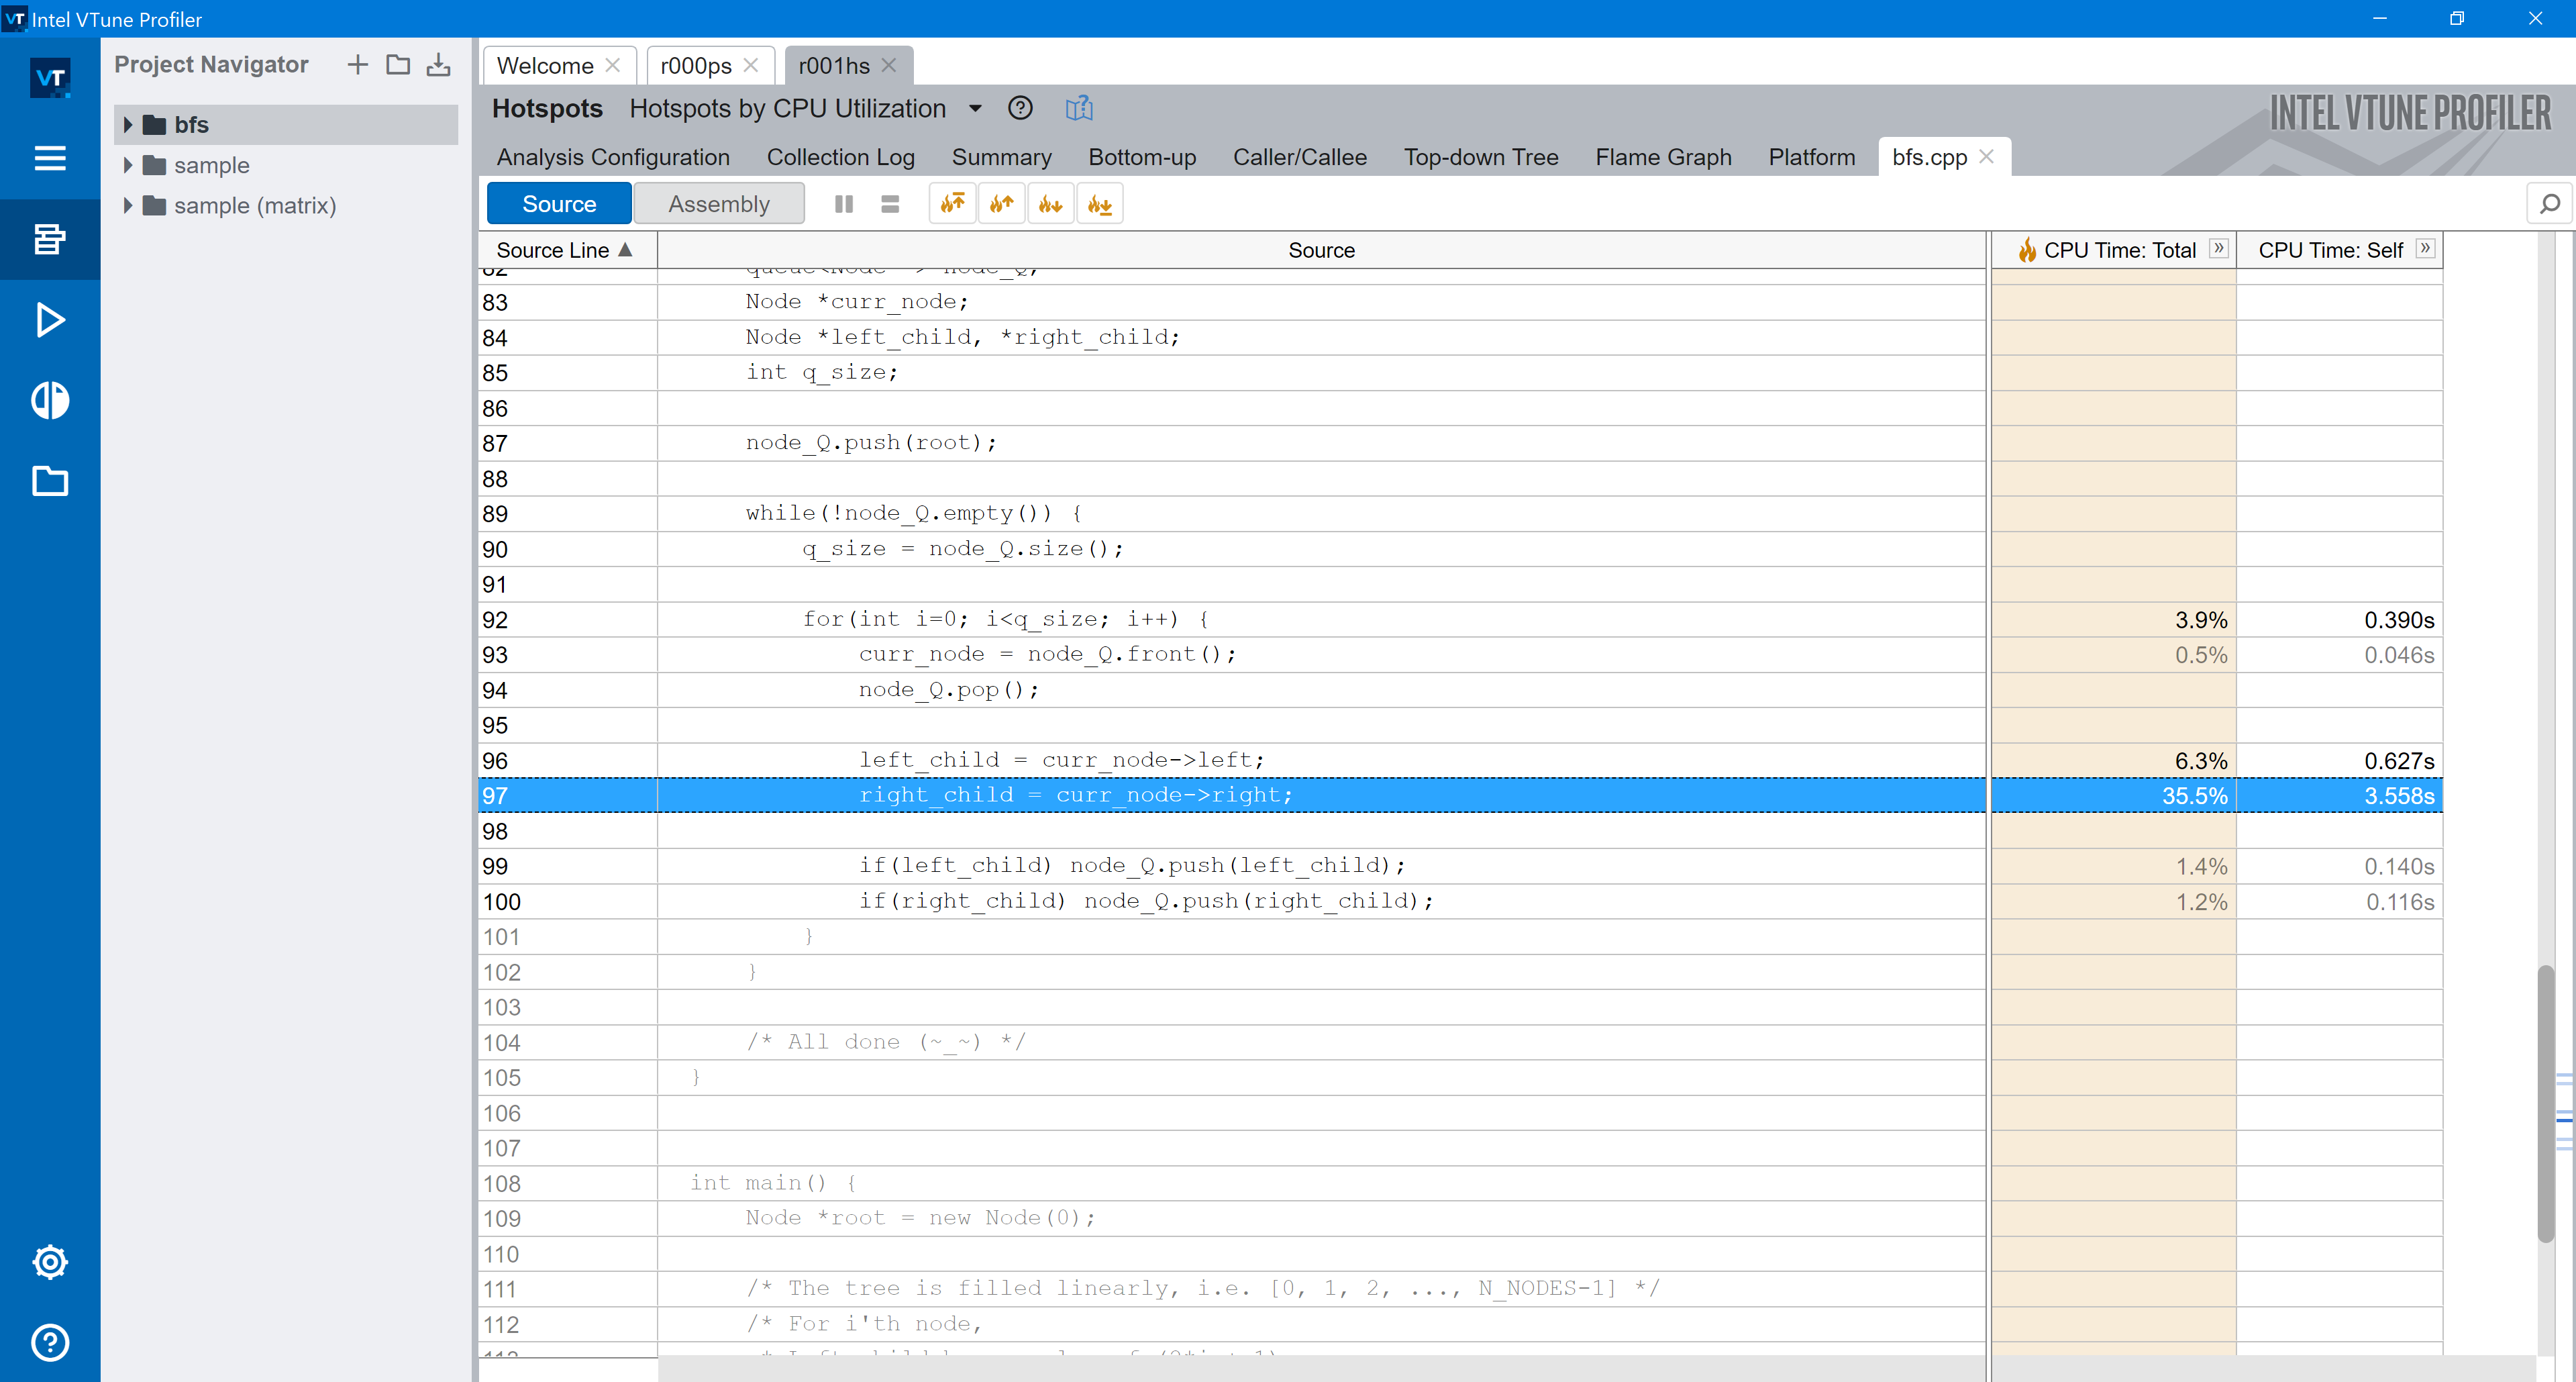 VT Intel VTune Profiler
VT
Project Navigator
bfs
sample
sample (matrix)
Welcome r000ps r001hs
Hotspots Hotspots by CPU Utilization
INTEL VTUNE PROFILER
Analysis Configuration Collection Log Summary Bottom-up Caller/Callee Top-down Tree Flame Graph Platform bfs.cpp
Source Assembly
Source Line ▲ Source CPU Time: Total » CPU Time: Self »
83 Node *curr_node;
84 Node *left_child, *right_child;
85 int q_size;
86
87 node_Q.push(root);
88
89 while(!node_Q.empty()) {
90 q_size = node_Q.size();
91
92 for(int i=0; i<q_size; i++) { 3.9% 0.390s
93 curr_node = node_Q.front(); 0.5% 0.046s
94 node_Q.pop();
95
96 left_child = curr_node->left; 6.3% 0.627s
97 right_child = curr_node->right; 35.5% 3.558s
98
99 if(left_child) node_Q.push(left_child); 1.4% 0.140s
100 if(right_child) node_Q.push(right_child); 1.2% 0.116s
101 }
102 }
103
104 /* All done (~_~) */
105 }
106
107
108 int main() {
109 Node *root = new Node(0);
110
111 /* The tree is filled linearly, i.e. [0, 1, 2, ..., N_NODES-1] */
112 /* For i'th node,